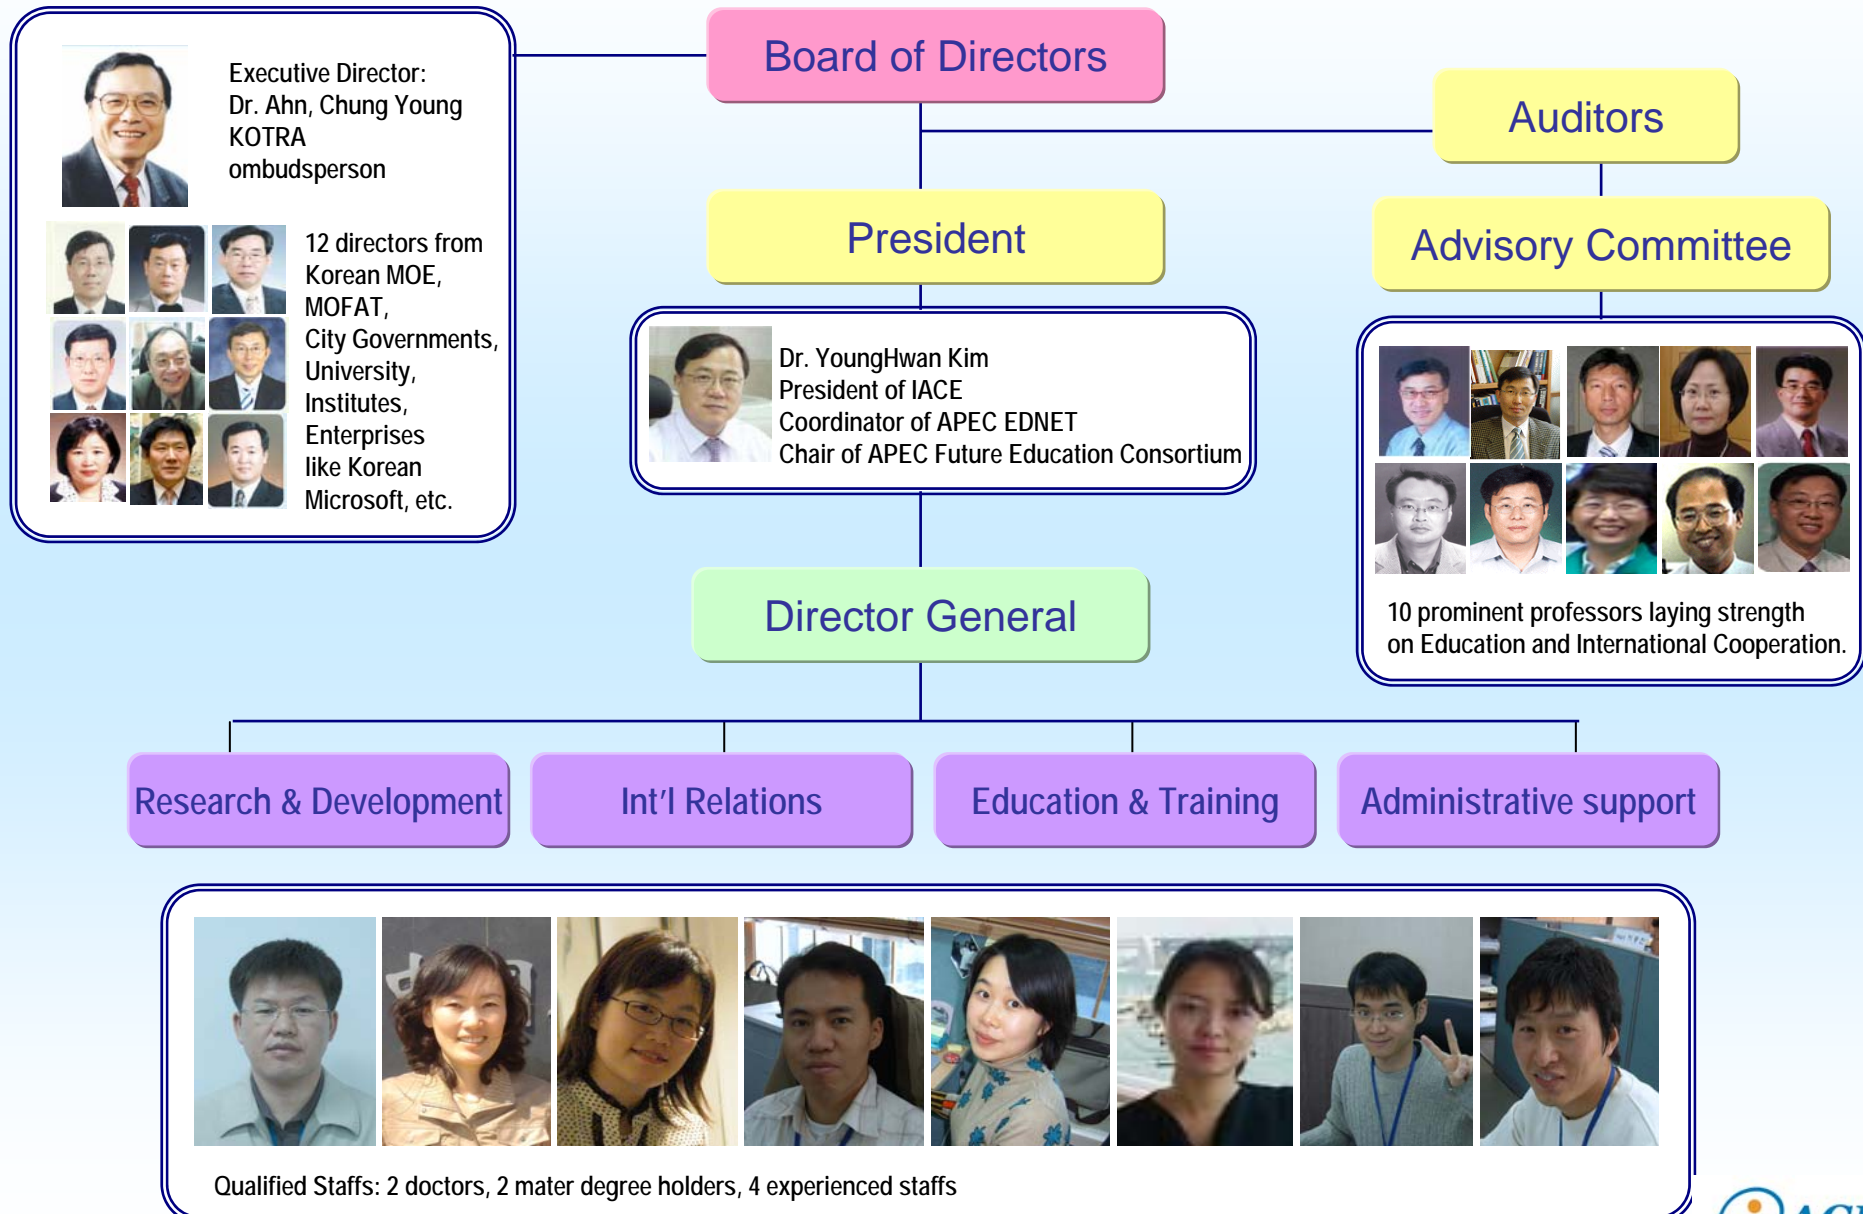 Board of Directors
Executive Director:
Dr. Ahn, Chung Young
KOTRA
ombudsperson
12 directors from
Korean MOE,
MOFAT,
City Governments,
University,
Institutes,
Enterprises
like Korean
Microsoft, etc.
Auditors
President
Advisory Committee
Dr. YoungHwan Kim
President of IACE
Coordinator of APEC EDNET
Chair of APEC Future Education Consortium
10 prominent professors laying strength
on Education and International Cooperation.
Director General
Research & Development
Int'l Relations
Education & Training
Administrative support
Qualified Staffs: 2 doctors, 2 mater degree holders, 4 experienced staffs